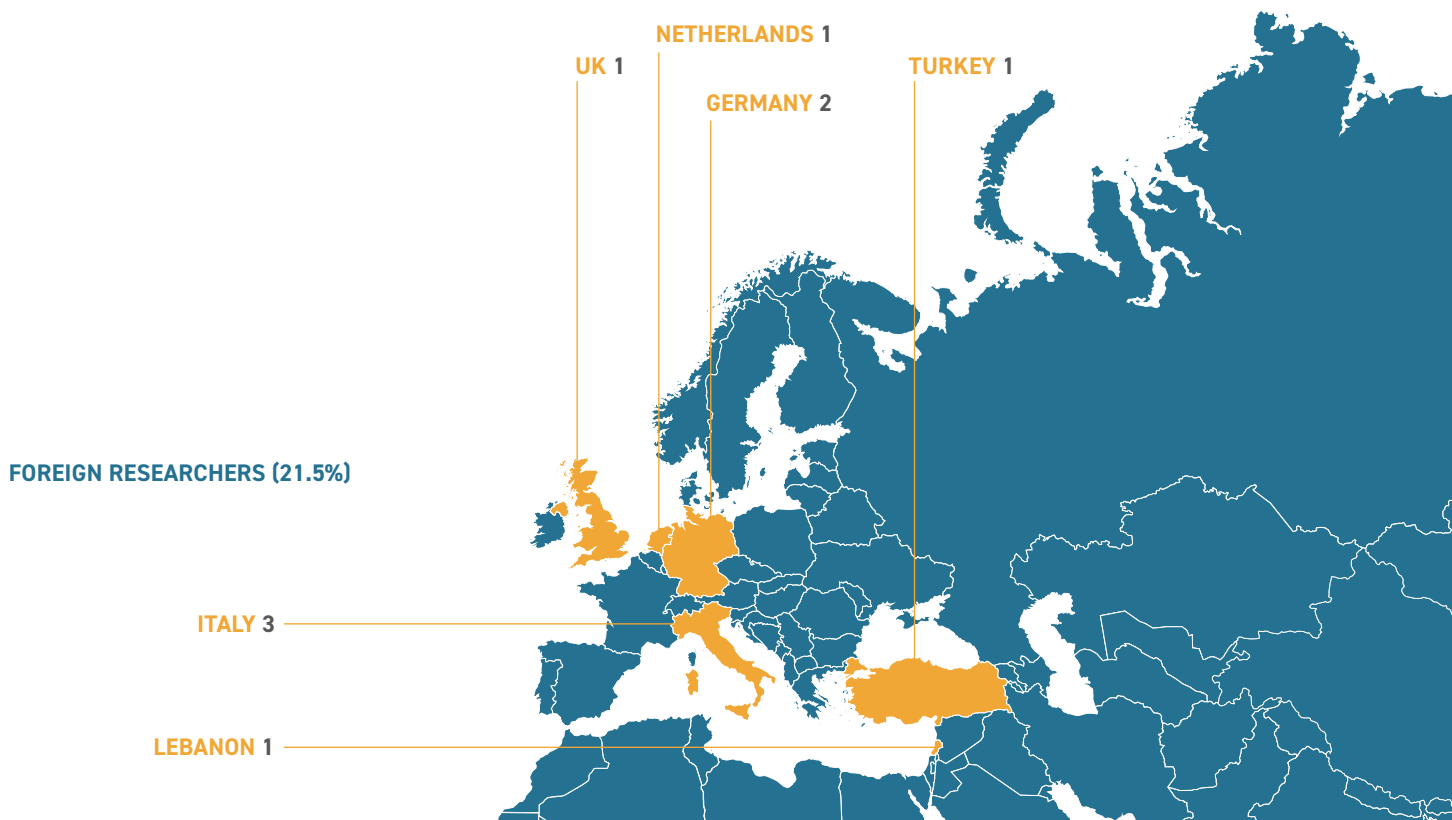 NETHERLANDS 1
UK 1
TURKEY 1
GERMANY 2
FOREIGN RESEARCHERS (21.5%)
ITALY 3
LEBANON 1